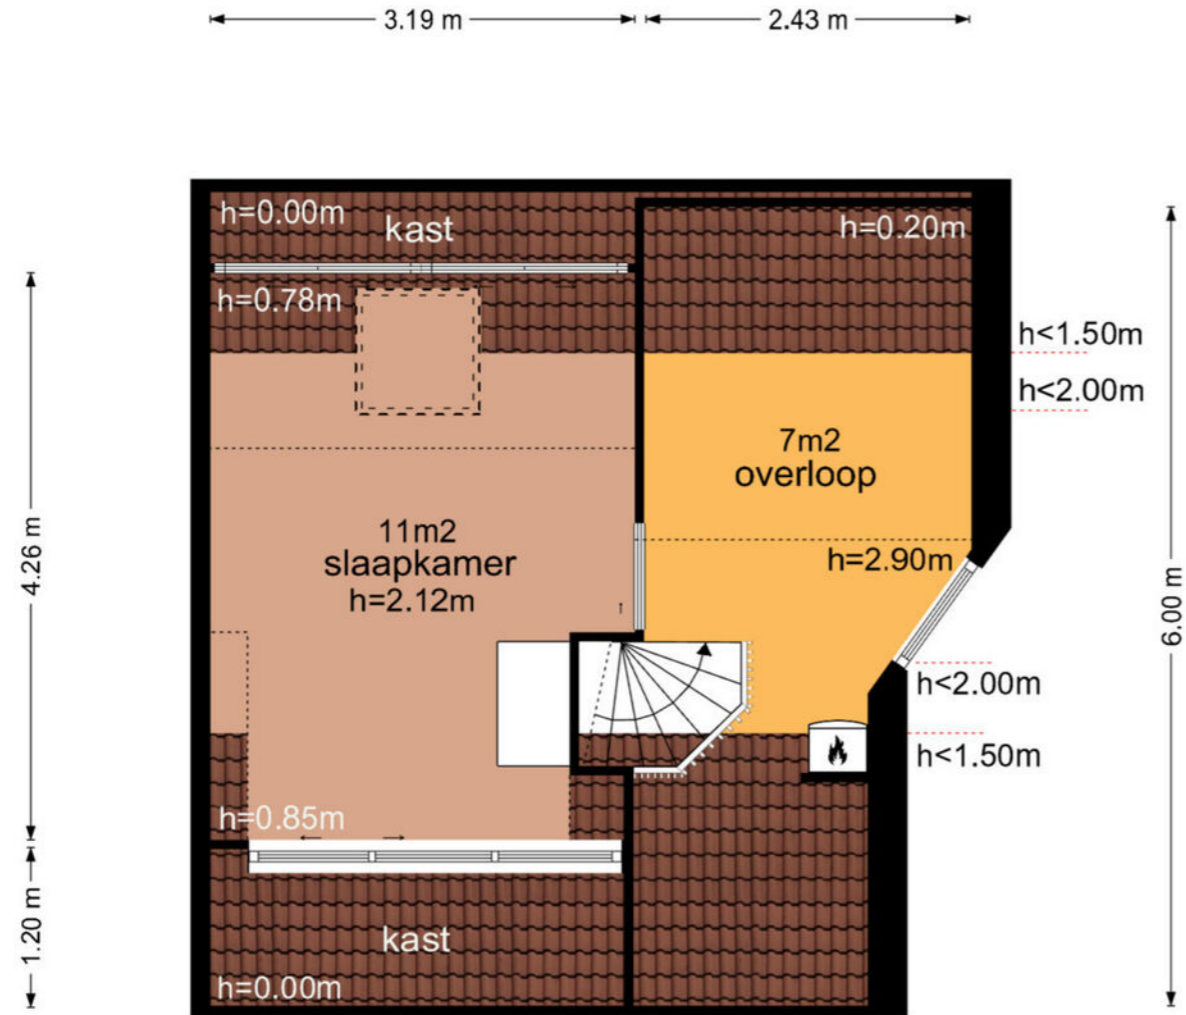 3.19 m
2.43 m
h=0.00m
kast
h=0.20m
h=0.78m
h<1.50m
h<2.00m
7m2
overloop
11m2
slaapkamer
h=2.12m
h=2.90m
4.26 m
6.00 m
h<2.00m
h<1.50m
h=0.85m
1.20 m
kast
h=0.00m